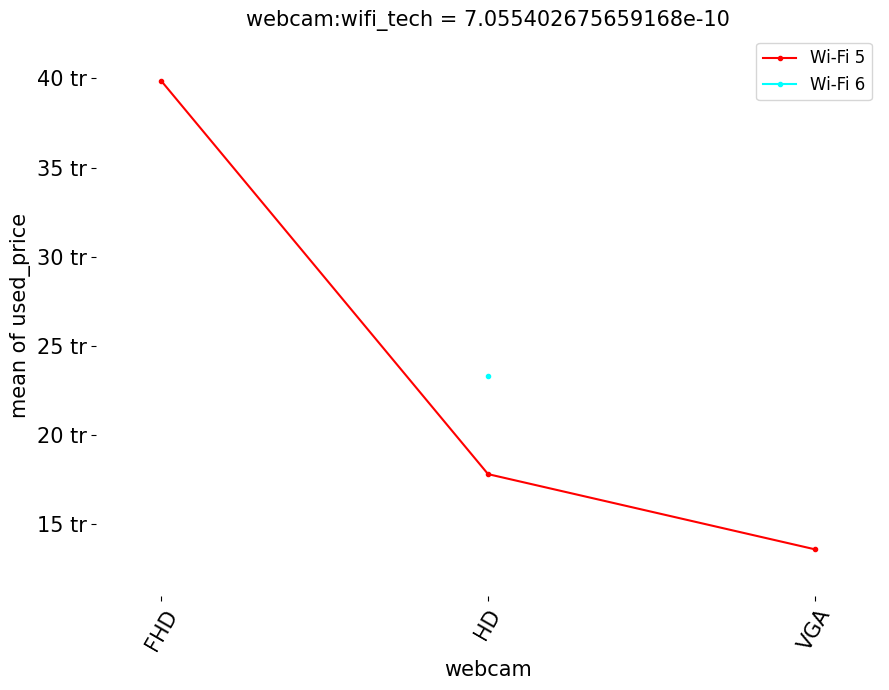 webcam:wifi_tech = 7.055402675659168e-10
Wi-Fi 5
Wi-Fi 6
mean of used_price
40 tr
35 tr
30 tr
25 tr
20 tr
15 tr
FHD
HD
VGA
webcam